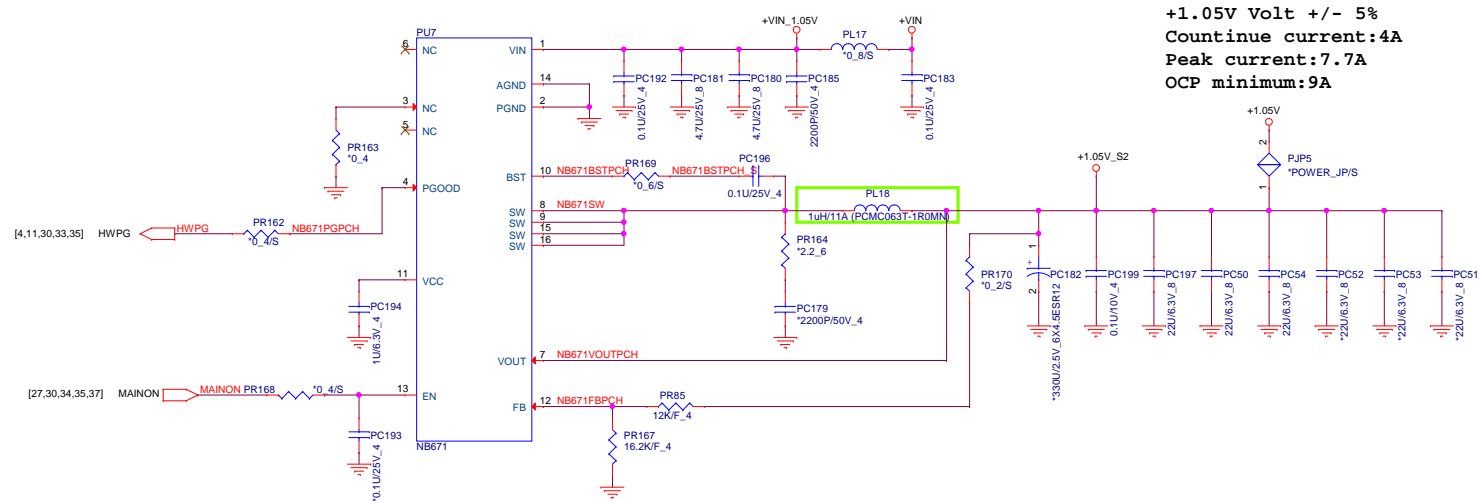 +1.05V Volt +/- 5%
Countinue current:4A
Peak current:7.7A
OCP minimum:9A
+VIN_1.05V
+VIN
PL17
*0_8/S
PU7
6
NC
VIN
1
PC192
0.1U/25V_4
PC181
4.7U/25V_8
PC180
4.7U/25V_8
PC185
2200P/50V_4
PC183
0.1U/25V_4
AGND
14
3
NC
PGND
2
5
NC
PR163
*0_4
+1.05V
2
PJP5
*POWER_JP/S
1
+1.05V_S2
BST
10
NB671BSTPCH
PR169
*0_6/S
NB671BSTPCH_S
PC196
0.1U/25V_4
4
PGOOD
SW
8
NB671SW
SW
9
SW
15
SW
16
PL18
1uH/11A (PCMC063T-1R0MN)
[4,11,30,33,35]
HWPG
HWPG
PR162
*0_4/S
NB671PGPCH
PR164
*2.2_6
PC179
*2200P/50V_4
PR170
*0_2/S
1
+
PC182
2
*330U/2.5V_6X4.5ESR12
PC199
0.1U/10V_4
PC197
22U/6.3V_8
PC50
22U/6.3V_8
PC54
22U/6.3V_8
PC52
*22U/6.3V_8
PC53
*22U/6.3V_8
PC51
*22U/6.3V_8
11
VCC
PC194
1U/6.3V_4
VOUT
7
NB671VOUTPCH
[27,30,34,35,37]
MAINON
MAINON
PR168
*0_4/S
13
EN
FB
12
NB671FBPCH
PR85
12K/F_4
PC193
*0.1U/25V_4
PR167
16.2K/F_4
NB671